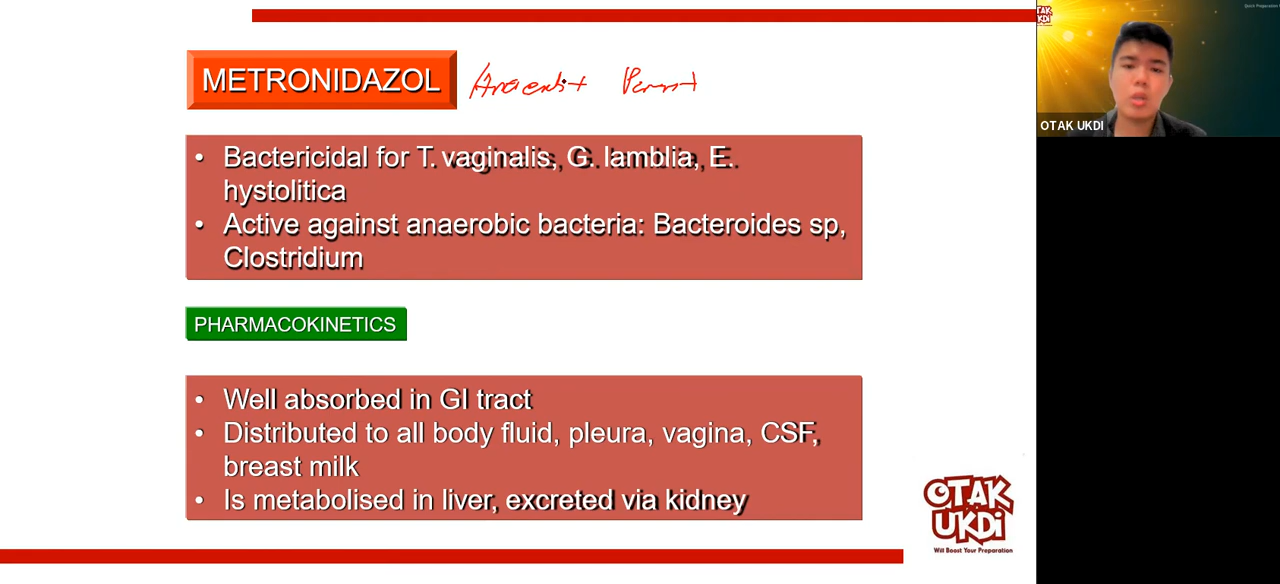 METRONIDAZOL
• Bactericidal for T. vaginalis, G. lamblia, E.
hystolitica
• Active against anaerobic bacteria: Bacteroides sp,
Clostridium
PHARMACOKINETICS
• Well absorbed in GI tract
• Distributed to all body fluid, pleura, vagina, CSF,
breast milk
• Is metabolised in liver, excreted via kidney
OTAK
UKDI
Will Boost Your Preparation
OTAK
UKDI
OTAK UKDI